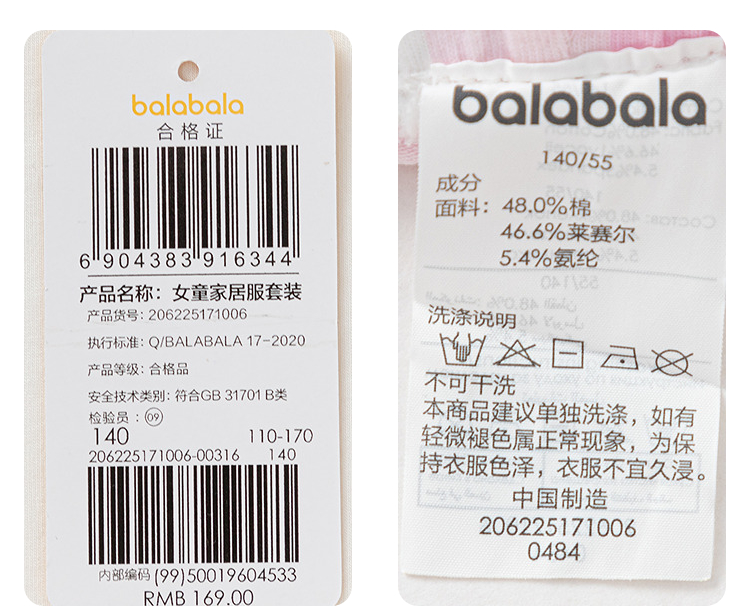 balabala
合格证
6 904383 916344
产品名称：女童家居服套装
产品货号：206225171006
执行标准：Q/BALABALA 17-2020
产品等级：合格品
安全技术类别：符合GB 31701 B类
检验员：09
140 110-170
206225171006-00316 140
内部编码 (99)50019604533
RMB 169.00
balabala
140/55
成分
面料：48.0%棉
46.6%莱赛尔
5.4%氨纶
洗涤说明
不可干洗
本商品建议单独洗涤，如有
轻微褪色属正常现象，为保
持衣服色泽，衣服不宜久浸。
中国制造
206225171006
0484